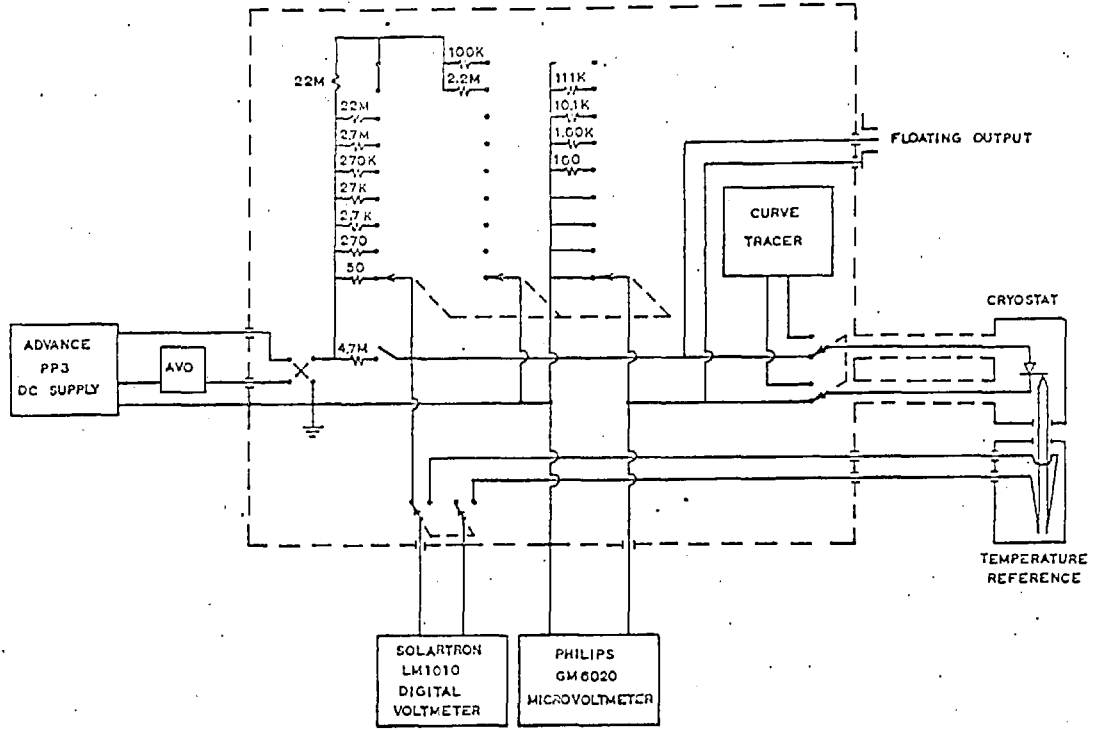 100K
22M
2.2M
111K
22M
10.1K
2.7M
1.00K
FLOATING OUTPUT
270K
100
27K
2.7K
CURVE
TRACER
270
50
CRYOSTAT
ADVANCE
PP3
DC SUPPLY
AVO
4.7M
TEMPERATURE
REFERENCE
SOLARTRON
LM1010
DIGITAL
VOLTMETER
PHILIPS
GM6020
MICROVOLTMETER